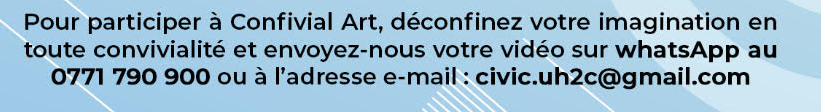 Pour participer à Confivial Art, déconfinez votre imagination en
toute convivialité et envoyez-nous votre vidéo sur whatsApp au
0771 790 900 ou à l'adresse e-mail : civic.uh2c@gmail.com